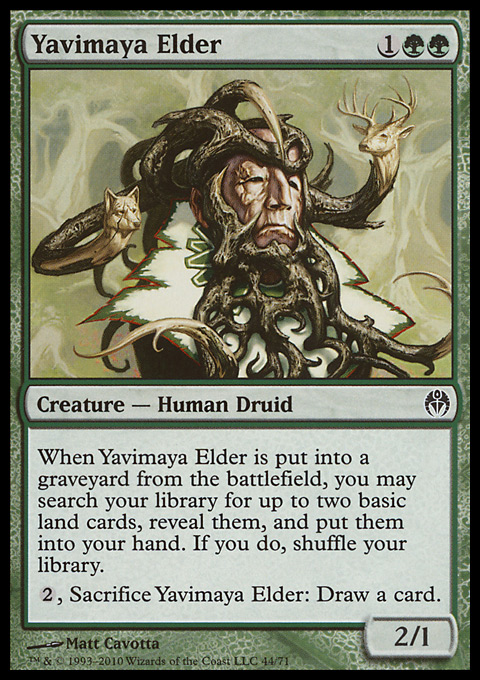 Yavimaya Elder 1
Creature — Human Druid
When Yavimaya Elder is put into a
graveyard from the battlefield, you may
search your library for up to two basic
land cards, reveal them, and put them
into your hand. If you do, shuffle your
library.
2, Sacrifice Yavimaya Elder: Draw a card.
2/1
Matt Cavotta
™ & © 1993–2010 Wizards of the Coast LLC 44/71